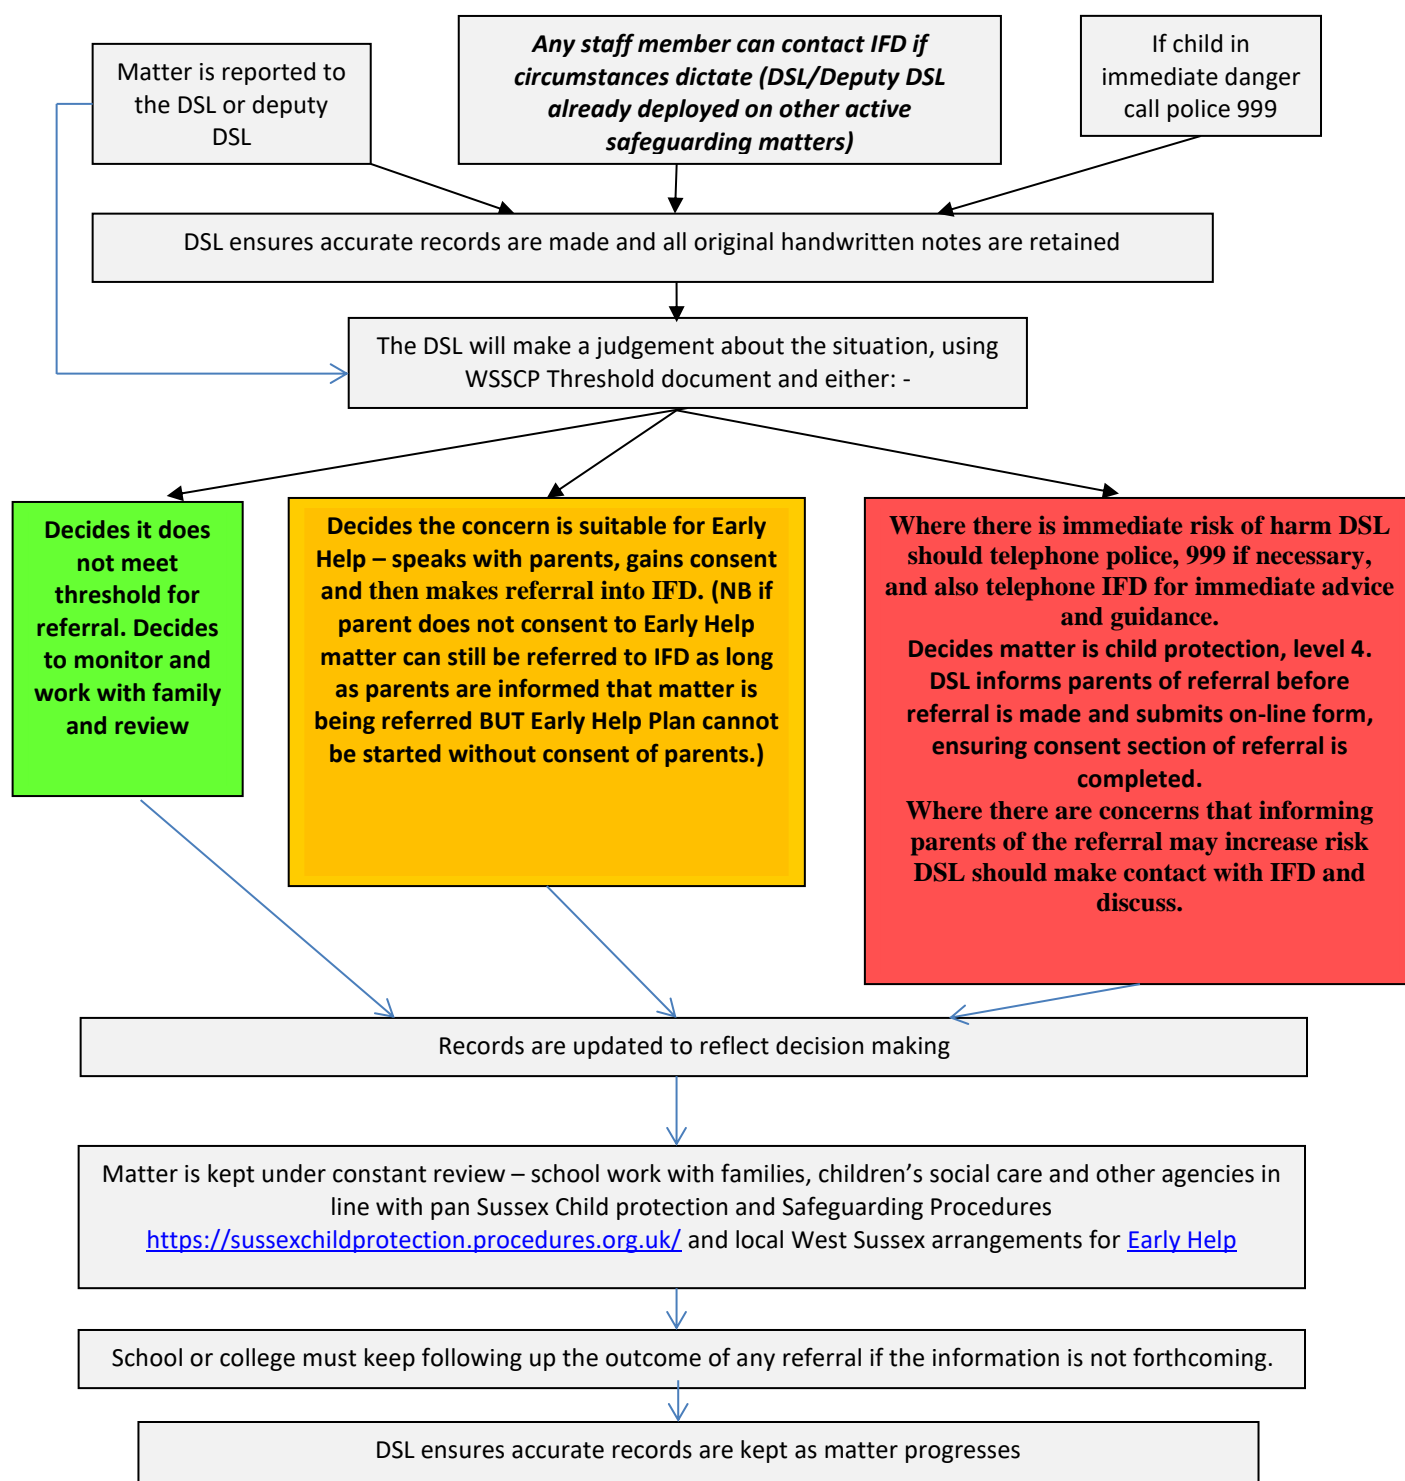 Matter is reported to
the DSL or deputy
DSL
Any staff member can contact IFD if
circumstances dictate (DSL/Deputy DSL
already deployed on other active
safeguarding matters)
If child in
immediate danger
call police 999
DSL ensures accurate records are made and all original handwritten notes are retained
The DSL will make a judgement about the situation, using
WSSCP Threshold document and either: -
Decides it does
not meet
threshold for
referral. Decides
to monitor and
work with family
and review
Decides the concern is suitable for Early
Help – speaks with parents, gains consent
and then makes referral into IFD. (NB if
parent does not consent to Early Help
matter can still be referred to IFD as long
as parents are informed that matter is
being referred BUT Early Help Plan cannot
be started without consent of parents.)
Where there is immediate risk of harm DSL
should telephone police, 999 if necessary,
and also telephone IFD for immediate advice
and guidance.
Decides matter is child protection, level 4.
DSL informs parents of referral before
referral is made and submits on-line form,
ensuring consent section of referral is
completed.
Where there are concerns that informing
parents of the referral may increase risk
DSL should make contact with IFD and
discuss.
Records are updated to reflect decision making
Matter is kept under constant review – school work with families, children’s social care and other agencies in
line with pan Sussex Child protection and Safeguarding Procedures
https://sussexchildprotection.procedures.org.uk/ and local West Sussex arrangements for Early Help
School or college must keep following up the outcome of any referral if the information is not forthcoming.
DSL ensures accurate records are kept as matter progresses